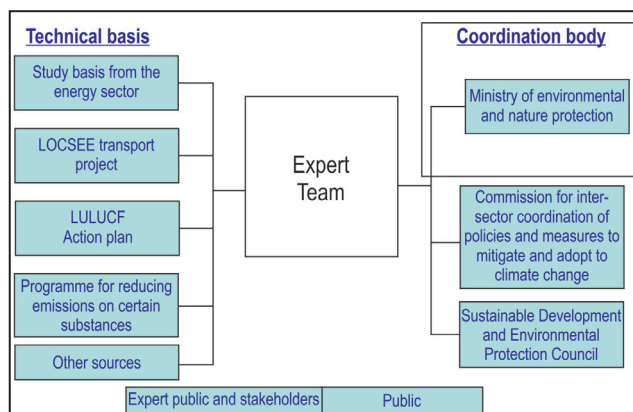 Technical basis
Study basis from the
energy sector
LOCSEE transport
project
LULUCF
Action plan
Programme for reducing
emissions on certain
substances
Other sources
Expert
Team
Coordination body
Ministry of environmental
and nature protection
Commission for inter-
sector coordination of
policies and measures to
mitigate and adopt to
climate change
Sustainable Development
and Environmental
Protection Council
Expert public and stakeholders
Public